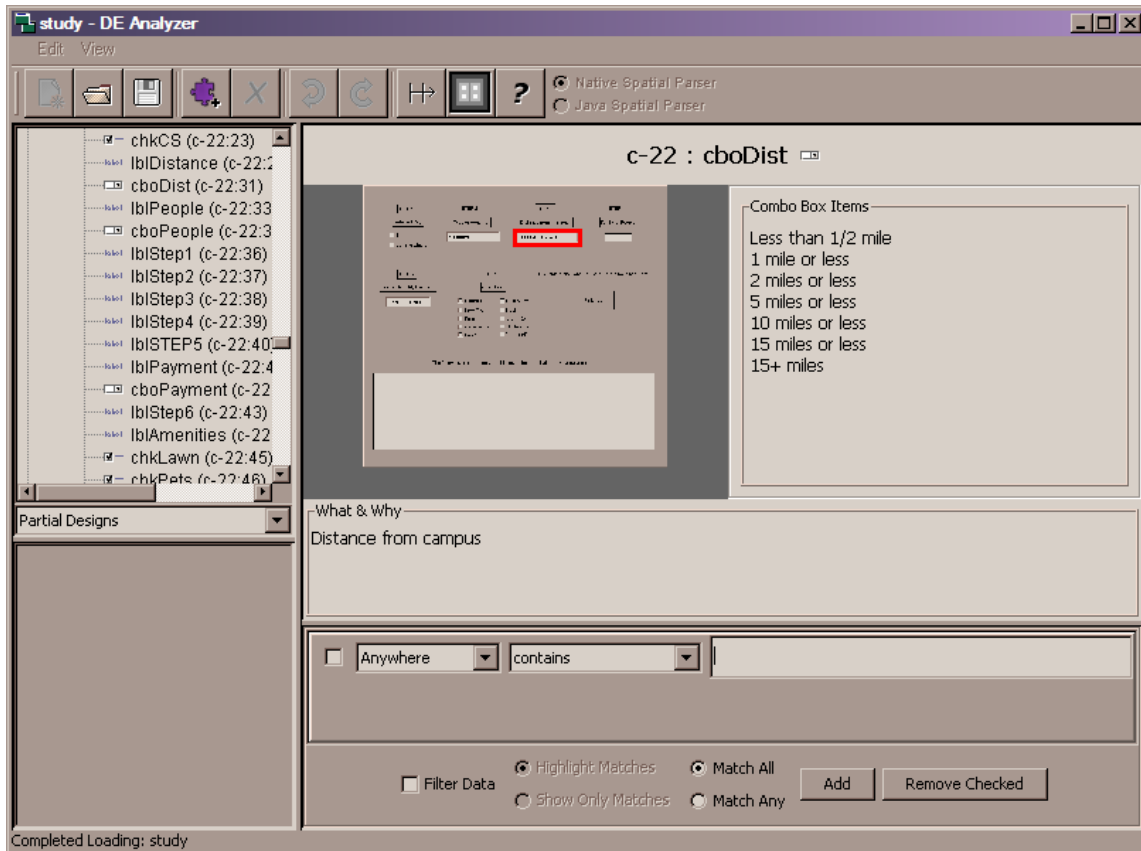 study - DE Analyzer
Edit View
?
Native Spatial Parser
Java Spatial Parser
chkCS (c-22:23)
lblDistance (c-22:2
cboDist (c-22:31)
lblPeople (c-22:33
cboPeople (c-22:3
lblStep1 (c-22:36)
lblStep2 (c-22:37)
lblStep3 (c-22:38)
lblStep4 (c-22:39)
lblSTEP5 (c-22:40)
lblPayment (c-22:4
cboPayment (c-22
lblStep6 (c-22:43)
lblAmenities (c-22
chkLawn (c-22:45)
chkPets (c-22:46)
Partial Designs
c-22 : cboDist
Combo Box Items
Less than 1/2 mile
1 mile or less
2 miles or less
5 miles or less
10 miles or less
15 miles or less
15+ miles
What & Why
Distance from campus
Anywhere contains
Filter Data
Highlight Matches
Show Only Matches
Match All
Match Any
Add
Remove Checked
Completed Loading: study